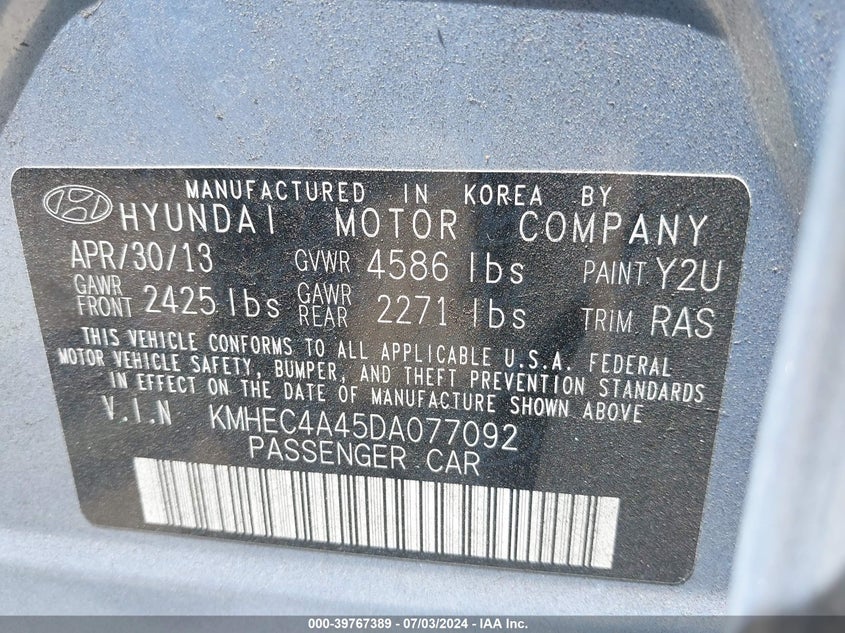 MANUFACTURED IN KOREA BY
HYUNDAI MOTOR COMPANY
APR/30/13 GVWR 4586 lbs PAINT Y2U
GAWR FRONT 2425 lbs GAWR REAR 2271 lbs TRIM RAS
THIS VEHICLE CONFORMS TO ALL APPLICABLE U.S.A. FEDERAL
MOTOR VEHICLE SAFETY, BUMPER, AND THEFT PREVENTION STANDARDS
IN EFFECT ON THE DATE OF MANUFACTURE SHOWN ABOVE.
V.I.N KMHEC4A45DA077092
PASSENGER CAR
000-39767389 - 07/03/2024 - IAA Inc.